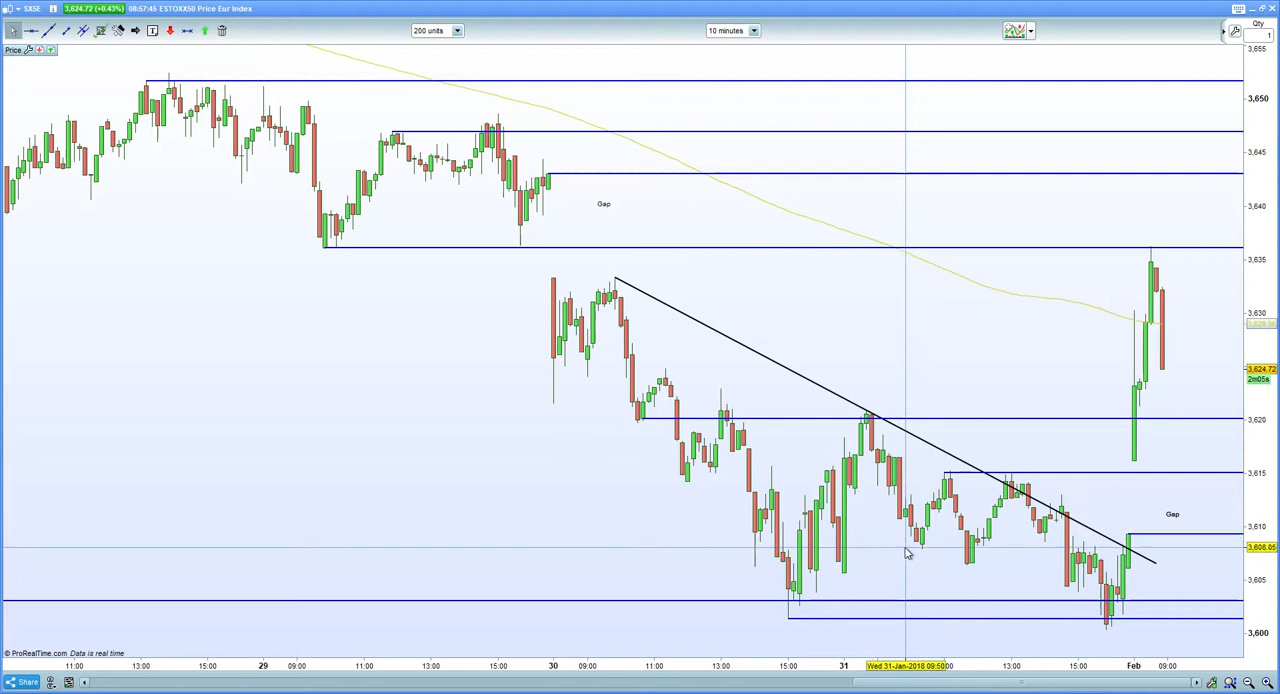 SX5E 3,624.72 (+0.43%) 08:57:45 ESTOXX50 Price Eur Index
200 units 10 minutes Qty
1
Price
3,655
3,650
3,645
3,640
3,635
3,630
3,624.72
2m05s
3,620
3,615
3,610
3,608.05
3,605
3,600
Gap
Gap
© ProRealTime.com Data is real time
11:00 13:00 15:00 29 09:00 11:00 13:00 15:00 30 09:00 11:00 13:00 15:00 31 Wed 31-Jan-2018 09:50 :00 13:00 15:00 Feb 09:00
Share